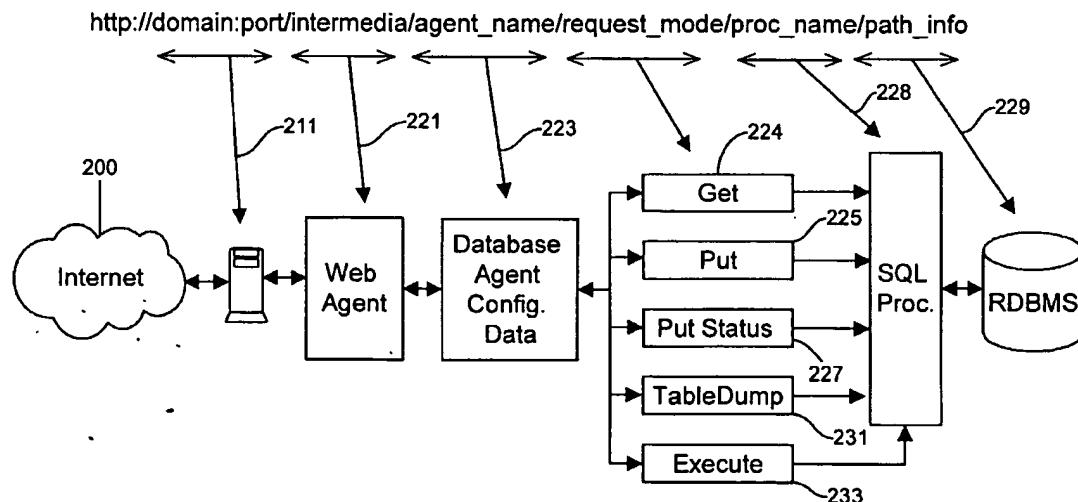 http://domain:port/intermedia/agent_name/request_mode/proc_name/path_info
211
221
223
228
229
200
224
Get
225
Put
Internet
Web
Agent
Database
Agent
Config.
Data
SQL
Proc.
RDBMS
Put Status
227
TableDump
231
Execute
233